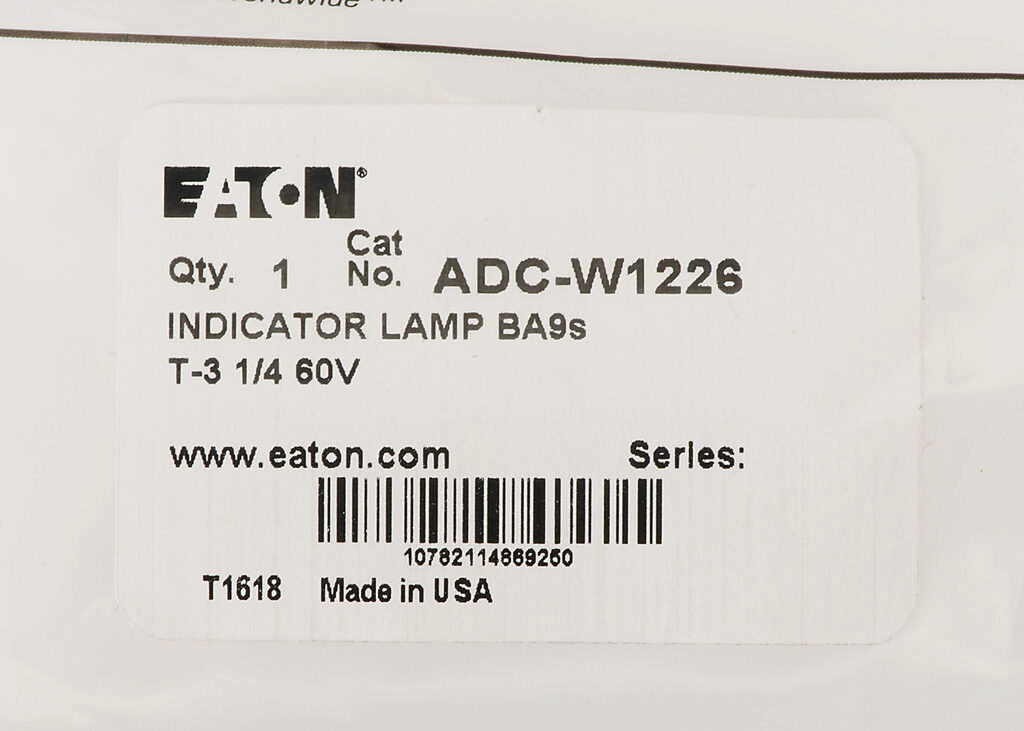 EATON®
Qty. 1 Cat No. ADC-W1226
INDICATOR LAMP BA9s
T-3 1/4 60V
www.eaton.com Series:
10782114869260
T1618 Made in USA